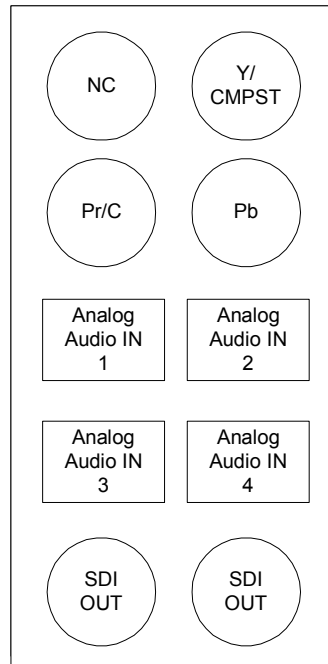 NC
Y/
CMPST
Pr/C
Pb
Analog
Audio IN
1
Analog
Audio IN
2
Analog
Audio IN
3
Analog
Audio IN
4
SDI
OUT
SDI
OUT